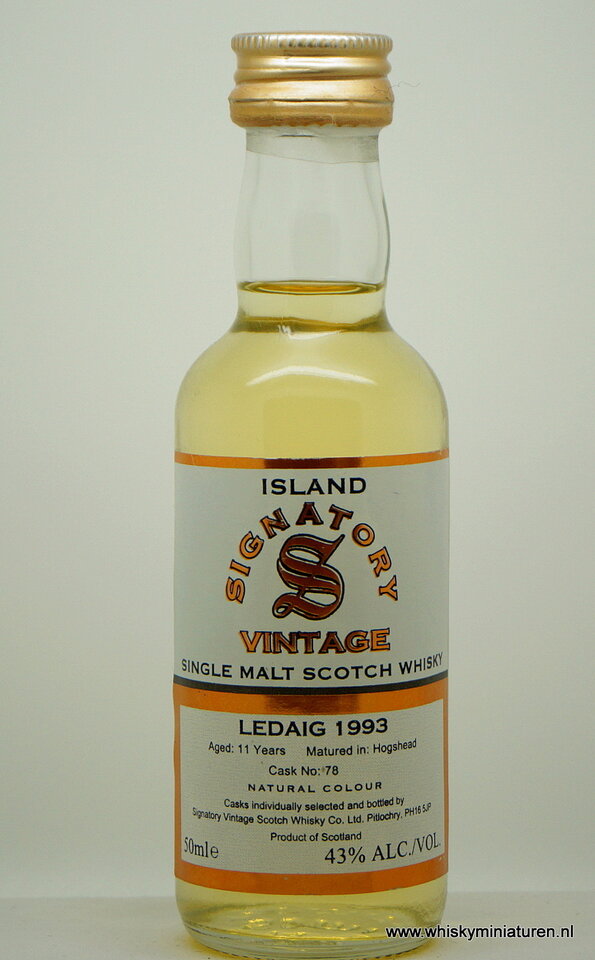 ISLAND
SIGNATORY
S
VINTAGE
SINGLE MALT SCOTCH WHISKY
LEDAIG 1993
Aged: 11 Years Matured in: Hogshead
Cask No: 78
NATURAL COLOUR
Casks individually selected and bottled by
Signatory Vintage Scotch Whisky Co. Ltd. Pitlochry, PH16 5JP
Product of Scotland
50ml℮ 43% ALC./VOL.
www.whiskyminiaturen.nl